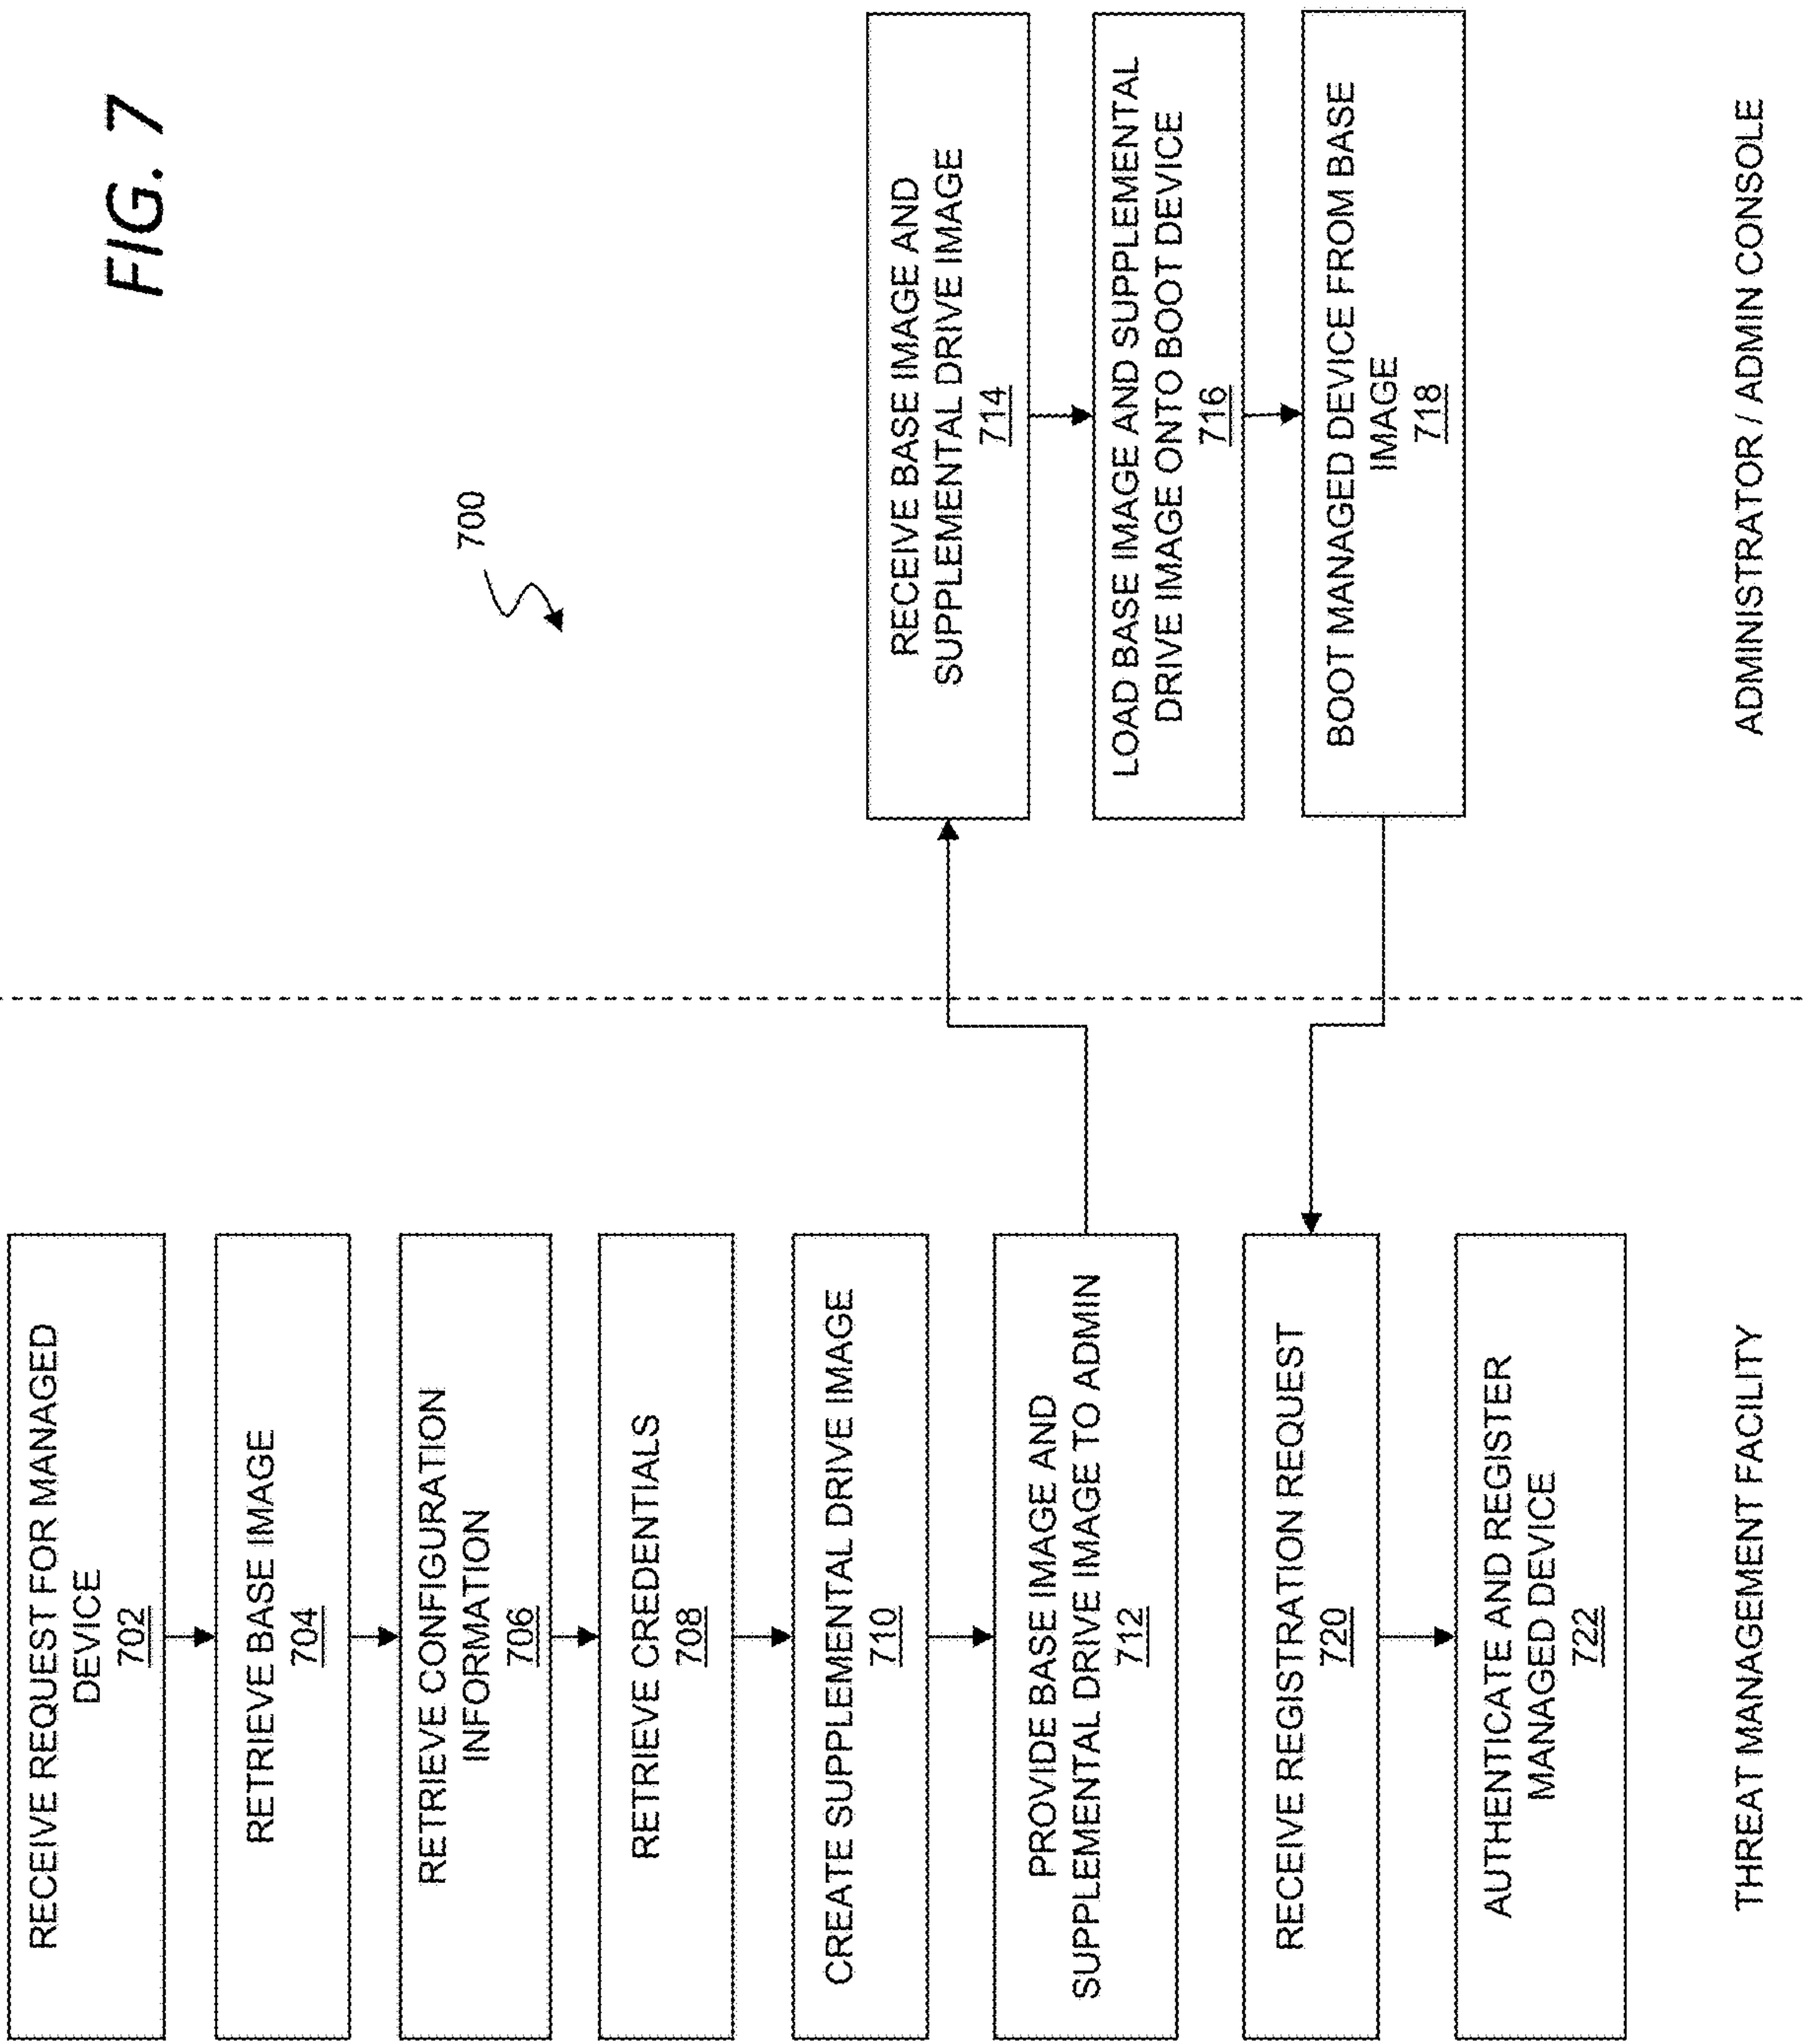 FIG. 7
700
RECEIVE REQUEST FOR MANAGED
DEVICE
702
RETRIEVE BASE IMAGE
704
RETRIEVE CONFIGURATION
INFORMATION
706
RETRIEVE CREDENTIALS
708
CREATE SUPPLEMENTAL DRIVE IMAGE
710
PROVIDE BASE IMAGE AND
SUPPLEMENTAL DRIVE IMAGE TO ADMIN
712
RECEIVE BASE IMAGE AND
SUPPLEMENTAL DRIVE IMAGE
714
LOAD BASE IMAGE AND SUPPLEMENTAL
DRIVE IMAGE ONTO BOOT DEVICE
716
BOOT MANAGED DEVICE FROM BASE
IMAGE
718
RECEIVE REGISTRATION REQUEST
720
AUTHENTICATE AND REGISTER
MANAGED DEVICE
722
THREAT MANAGEMENT FACILITY
ADMINISTRATOR / ADMIN CONSOLE